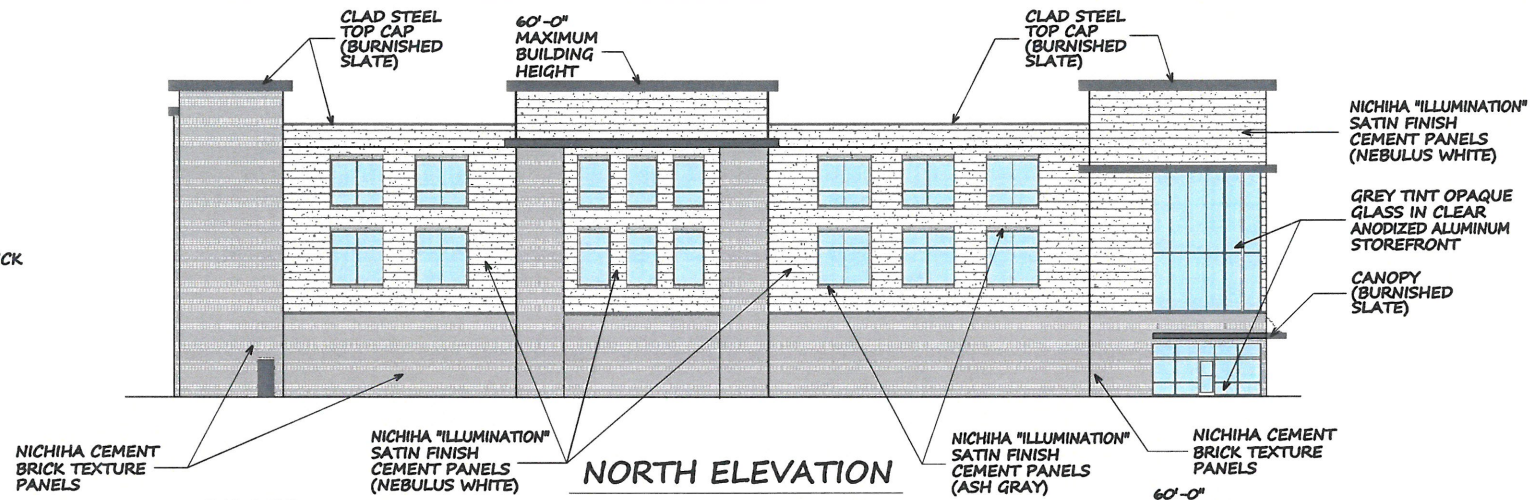 CLAD STEEL
TOP CAP
(BURNISHED
SLATE)
60'-0"
MAXIMUM
BUILDING
HEIGHT
CLAD STEEL
TOP CAP
(BURNISHED
SLATE)
NICHIHA "ILLUMINATION"
SATIN FINISH
CEMENT PANELS
(NEBULUS WHITE)
GREY TINT OPAQUE
GLASS IN CLEAR
ANODIZED ALUMINUM
STOREFRONT
CK
CANOPY
(BURNISHED
SLATE)
NICHIHA CEMENT
BRICK TEXTURE
PANELS
NICHIHA "ILLUMINATION"
SATIN FINISH
CEMENT PANELS
(NEBULUS WHITE)
NORTH ELEVATION
NICHIHA "ILLUMINATION"
SATIN FINISH
CEMENT PANELS
(ASH GRAY)
NICHIHA CEMENT
BRICK TEXTURE
PANELS
60'-0"